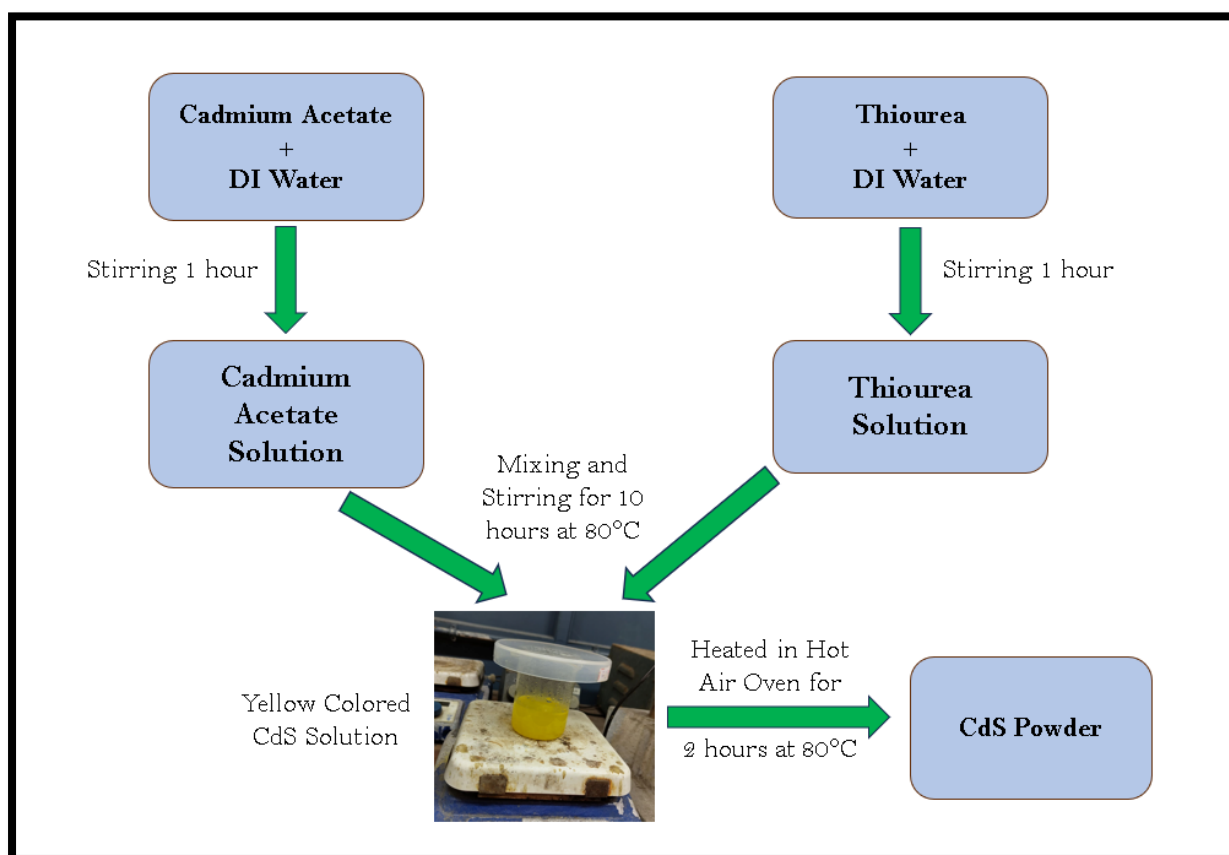 Cadmium Acetate
+
DI Water
Thiourea
+
DI Water
Stirring 1 hour
Stirring 1 hour
Cadmium
Acetate
Solution
Thiourea
Solution
Mixing and
Stirring for 10
hours at 80°C
Yellow Colored
CdS Solution
Heated in Hot
Air Oven for
2 hours at 80°C
CdS Powder